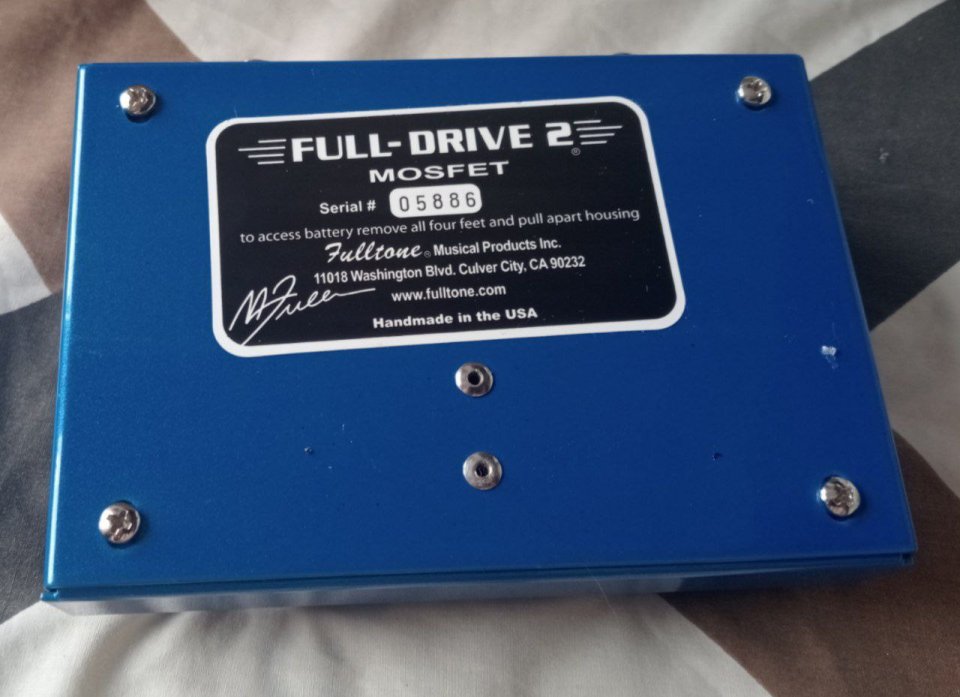 FULL-DRIVE 2®
MOSFET
Serial # 05886
to access battery remove all four feet and pull apart housing
Fulltone® Musical Products Inc.
11018 Washington Blvd. Culver City, CA 90232
www.fulltone.com
Handmade in the USA